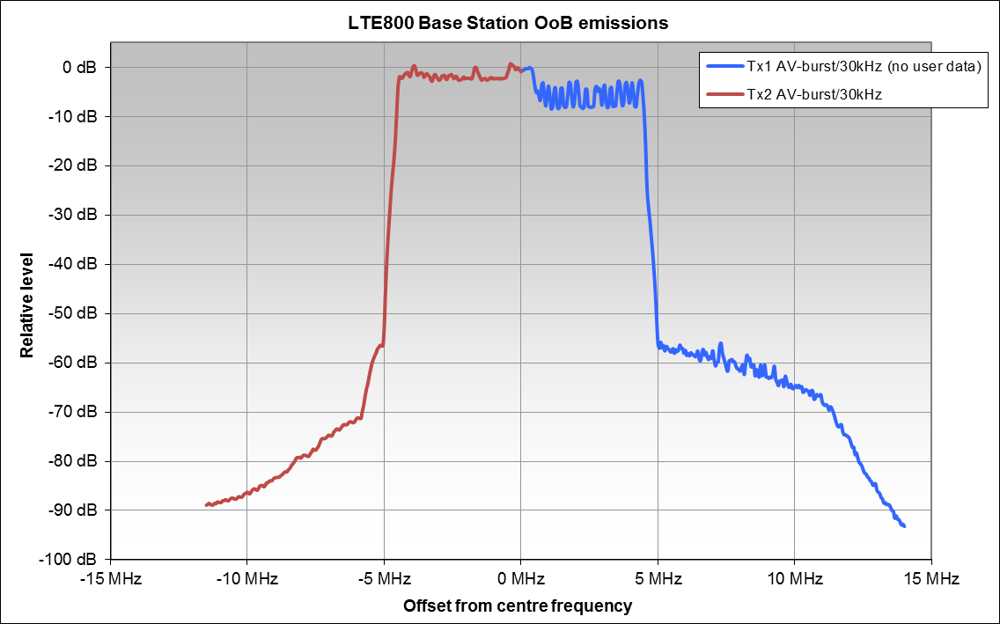 LTE800 Base Station OoB emissions
Tx1 AV-burst/30kHz (no user data)
Tx2 AV-burst/30kHz
0 dB
-10 dB
-20 dB
-30 dB
-40 dB
-50 dB
-60 dB
-70 dB
-80 dB
-90 dB
-100 dB
Relative level
-15 MHz -10 MHz -5 MHz 0 MHz 5 MHz 10 MHz 15 MHz
Offset from centre frequency